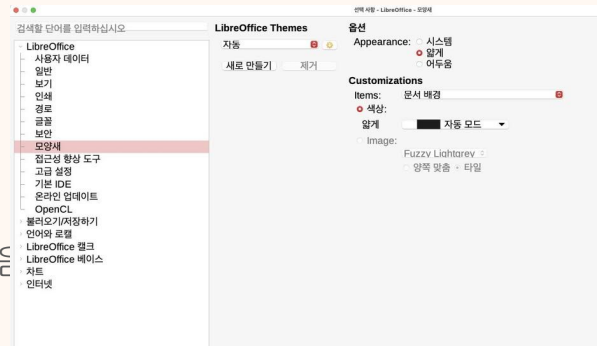 선택 사항 - LibreOffice - 모양새
검색할 단어를 입력하십시오
LibreOffice
사용자 데이터
일반
보기
인쇄
경로
글꼴
보안
모양새
접근성 향상 도구
고급 설정
기본 IDE
온라인 업데이트
OpenCL
불러오기/저장하기
언어와 로캘
LibreOffice 캘크
LibreOffice 베이스
차트
인터넷
LibreOffice Themes
자동
새로 만들기 제거
옵션
Appearance: 시스템
얇게
어두움
Customizations
Items: 문서 배경
색상:
얇게 자동 모드
Image:
Fuzzy Lightgrey
양쪽 맞춤 타일